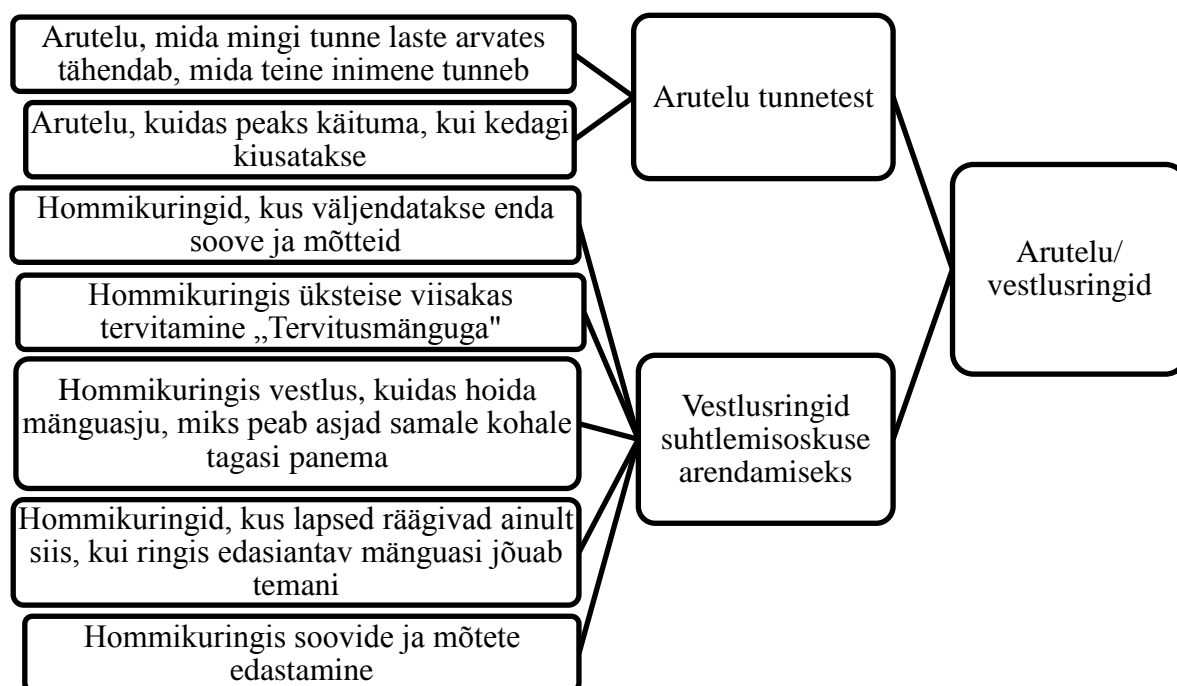 Arutelu, mida mingi tunne laste arvates
tähendab, mida teine inimene tunneb
Arutelu, kuidas peaks käituma, kui kedagi
kiusatakse
Hommikuringid, kus väljendatakse enda
soove ja mõtteid
Hommikuringis üksteise viisakas
tervitamine „Tervitusmänguga"
Hommikuringis vestlus, kuidas hoida
mänguasju, miks peab asjad samale kohale
tagasi panema
Hommikuringid, kus lapsed räägivad ainult
siis, kui ringis edasiantav mänguasi jõuab
temani
Hommikuringis soovide ja mõtete
edastamine
Arutelu tunnetest
Vestlusringid
suhtlemisoskuse
arendamiseks
Arutelu/
vestlusringid